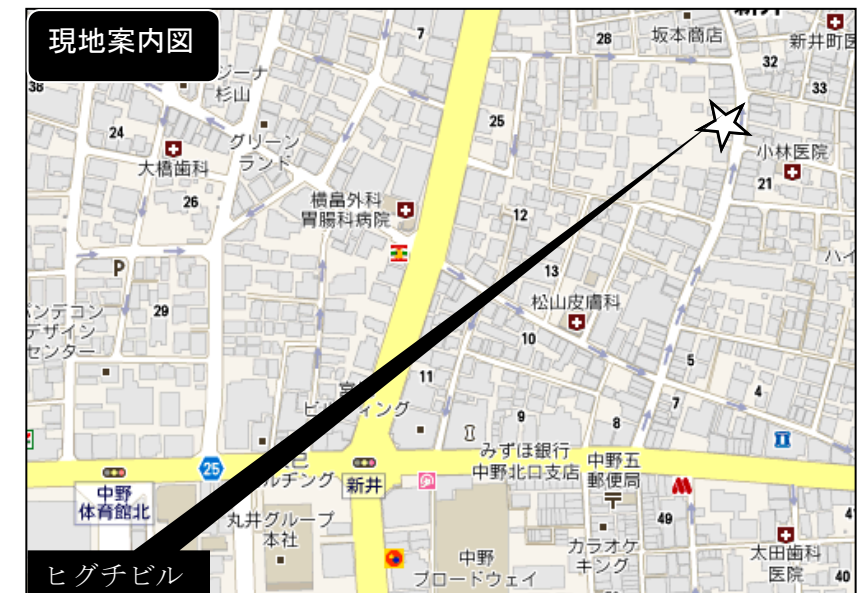 現地案内図
7
28
坂本商店
新井町医
38
ジーナ
杉山
32
33
24
大橋歯科
グリーン
ランド
25
小林医院
21
26
横畠外科
胃腸科病院
12
ハイ
P
13
29
パンデコン
デザイン
センター
松山皮膚科
10
5
4
11
ビルディング
9
8
7
みずほ銀行
中野北口支店
中野五
郵便局
25
ルヂング
新井
中野
体育館北
丸井グループ
本社
49
41
カラオケ
キング
太田歯科
医院
40
中野
ブロードウェイ
ヒグチビル